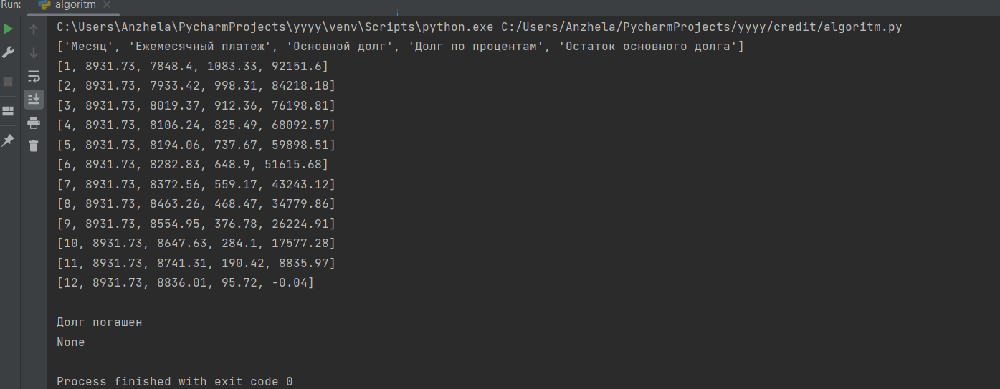 Run: algoritm
C:\Users\Anzhela\PycharmProjects\yyyy\venv\Scripts\python.exe C:/Users/Anzhela/PycharmProjects/yyyy/credit/algoritm.py
['Месяц', 'Ежемесячный платеж', 'Основной долг', 'Долг по процентам', 'Остаток основного долга']
[1, 8931.73, 7848.4, 1083.33, 92151.6]
[2, 8931.73, 7933.42, 998.31, 84218.18]
[3, 8931.73, 8019.37, 912.36, 76198.81]
[4, 8931.73, 8106.24, 825.49, 68092.57]
[5, 8931.73, 8194.06, 737.67, 59898.51]
[6, 8931.73, 8282.83, 648.9, 51615.68]
[7, 8931.73, 8372.56, 559.17, 43243.12]
[8, 8931.73, 8463.26, 468.47, 34779.86]
[9, 8931.73, 8554.95, 376.78, 26224.91]
[10, 8931.73, 8647.63, 284.1, 17577.28]
[11, 8931.73, 8741.31, 190.42, 8835.97]
[12, 8931.73, 8836.01, 95.72, -0.04]
Долг погашен
None
Process finished with exit code 0